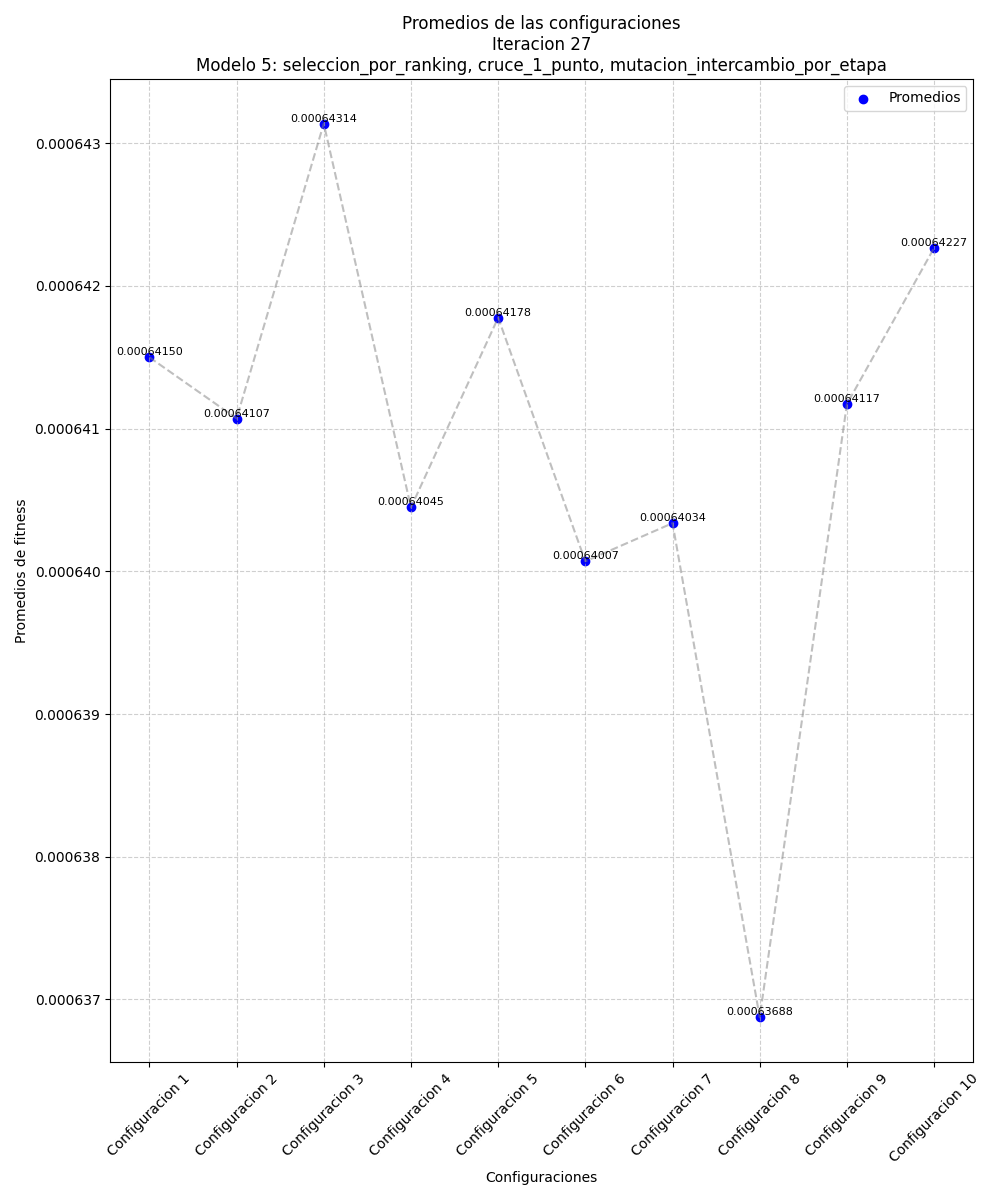 Promedios de las configuraciones
Iteracion 27
Modelo 5: seleccion_por_ranking, cruce_1_punto, mutacion_intercambio_por_etapa
Promedios
0.000643
0.000642
0.000641
0.000640
0.000639
0.000638
0.000637
Promedios de fitness
0.00064150
0.00064107
0.00064314
0.00064045
0.00064178
0.00064007
0.00064034
0.00063688
0.00064117
0.00064227
Configuracion 1
Configuracion 2
Configuracion 3
Configuracion 4
Configuracion 5
Configuracion 6
Configuracion 7
Configuracion 8
Configuracion 9
Configuracion 10
Configuraciones